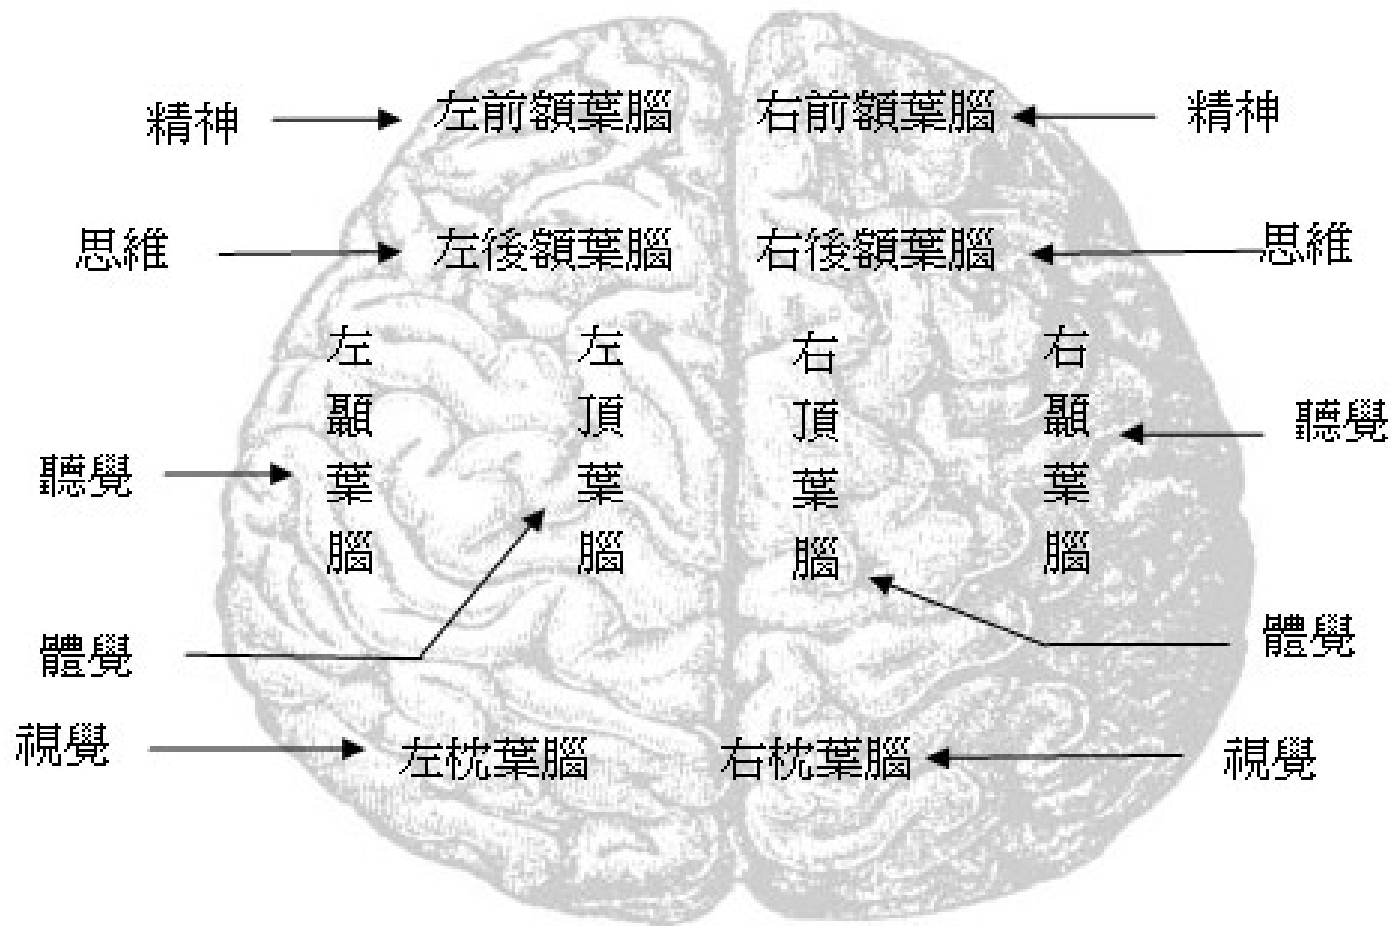 精神
左前額葉腦
右前額葉腦
精神
思維
左後額葉腦
右後額葉腦
思維
左顳葉腦
左頂葉腦
右頂葉腦
右顳葉腦
聽覺
聽覺
體覺
體覺
視覺
左枕葉腦
右枕葉腦
視覺